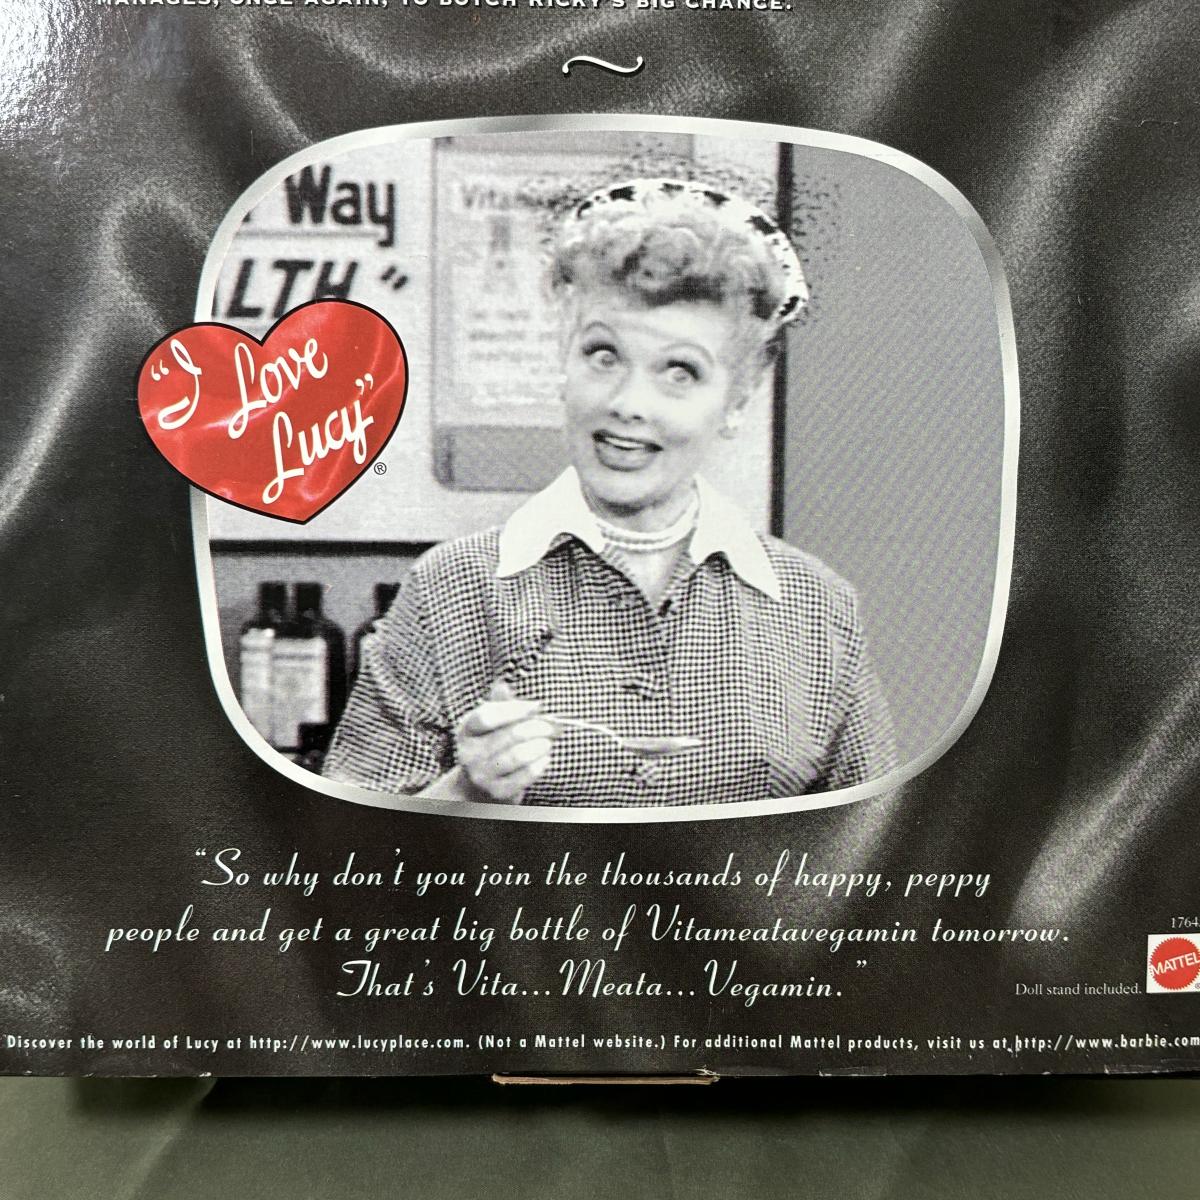 MANAGES, ONCE AGAIN, TO BOTCH RICKY'S BIG CHANCE.
Way
LTH"
"I Love
Lucy"
®
"So why don't you join the thousands of happy, peppy
people and get a great big bottle of Vitameatavegamin tomorrow.
That's Vita...Meata...Vegamin."
1764
Doll stand included.
MATTEL
Discover the world of Lucy at http://www.lucyplace.com. (Not a Mattel website.) For additional Mattel products, visit us at http://www.barbie.com